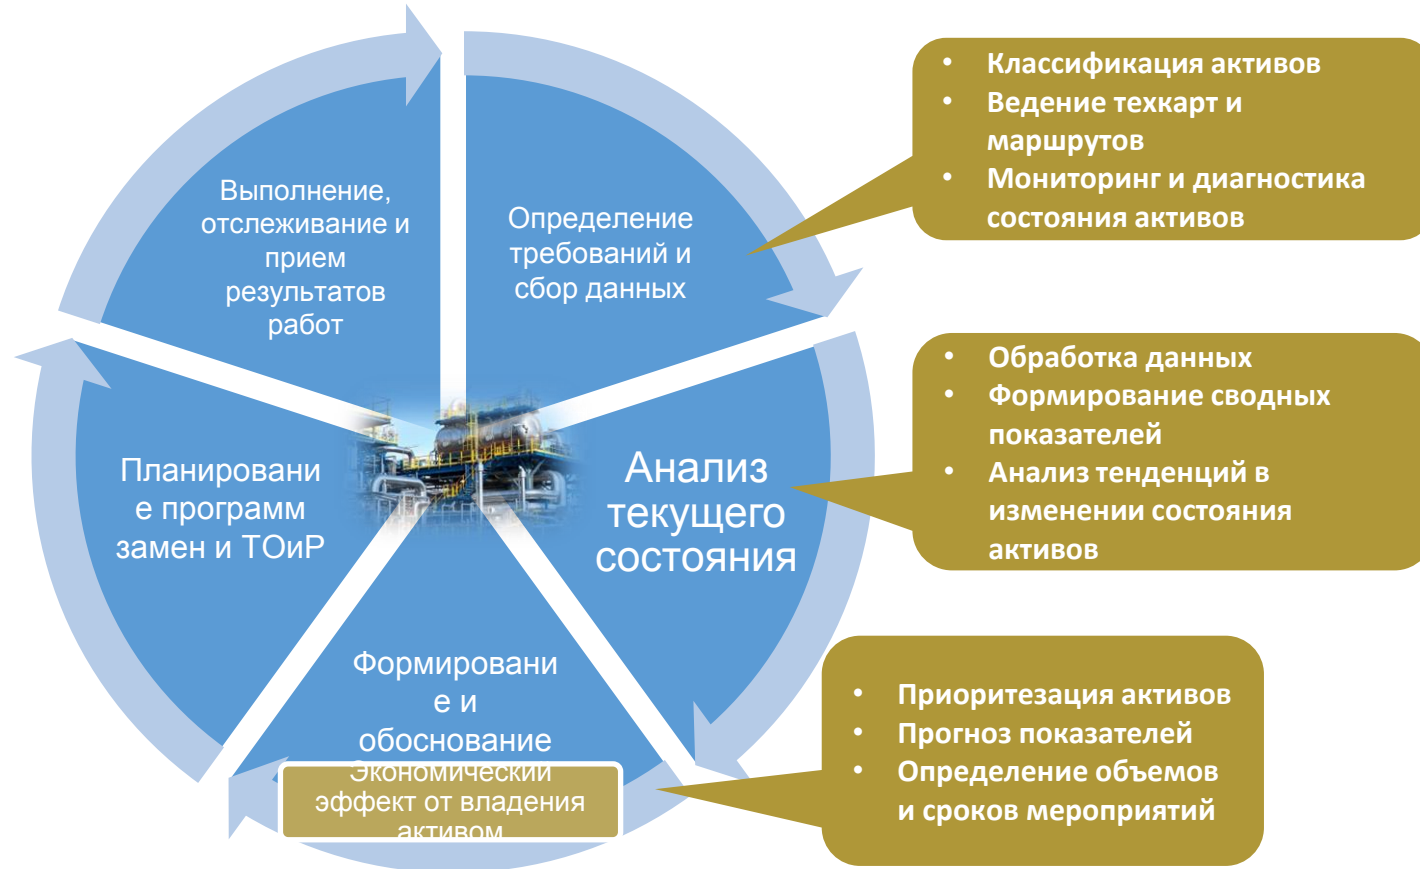 Выполнение,
отслеживание и
прием
результатов
работ
Определение
требований и
сбор данных
• Классификация активов
• Ведение техкарт и
маршрутов
• Мониторинг и диагностика
состояния активов
Анализ
текущего
состояния
• Обработка данных
• Формирование сводных
показателей
• Анализ тенденций в
изменении состояния
активов
Формировани
е и
обоснование
Экономический
эффект от владения
активом
• Приоритезация активов
• Прогноз показателей
• Определение объемов
и сроков мероприятий
Планировани
е программ
замен и ТОиР